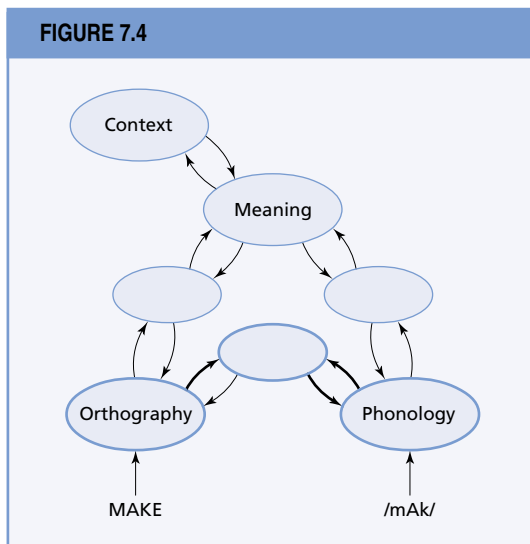 FIGURE 7.4
Context
Meaning
Orthography
Phonology
MAKE
/mAk/